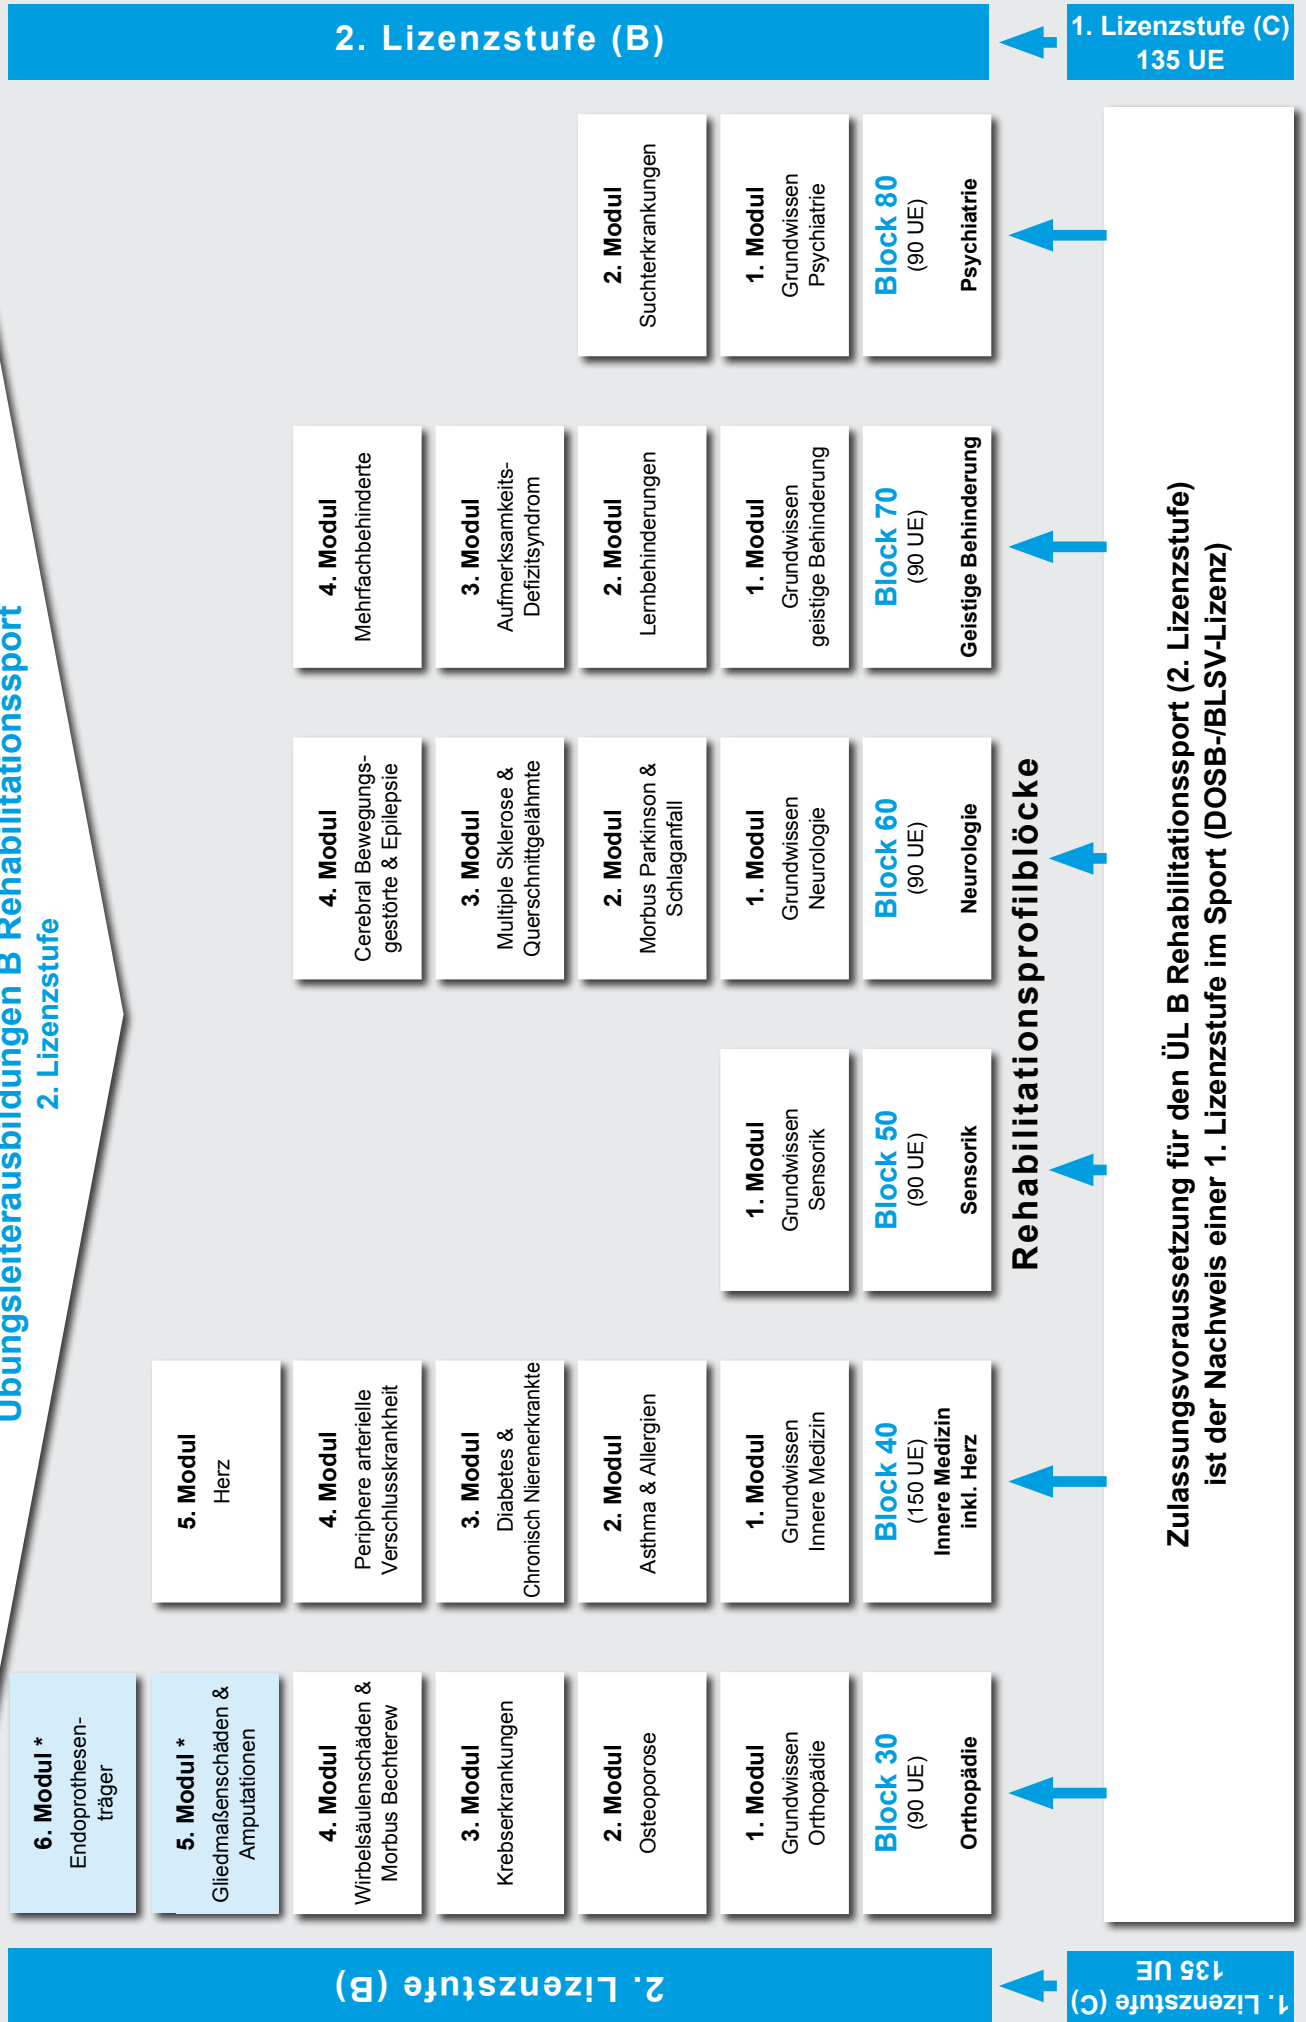 Übungsleiterausbildungen B Rehabilitationssport
2. Lizenzstufe
2. Lizenzstufe (B)
1. Lizenzstufe (C)
135 UE
6. Modul *
Endoprothesen-
träger
5. Modul *
Gliedmaßenschäden &
Amputationen
4. Modul
Wirbelsäulenschäden &
Morbus Bechterew
3. Modul
Krebserkrankungen
2. Modul
Osteoporose
1. Modul
Grundwissen
Orthopädie
Block 30
(90 UE)
Orthopädie
5. Modul
Herz
4. Modul
Periphere arterielle
Verschlusskrankheit
3. Modul
Diabetes &
Chronisch Nierenerkrankte
2. Modul
Asthma & Allergien
1. Modul
Grundwissen
Innere Medizin
Block 40
(150 UE)
Innere Medizin
inkl. Herz
1. Modul
Grundwissen
Sensorik
Block 50
(90 UE)
Sensorik
4. Modul
Cerebral Bewegungs-
gestörte & Epilepsie
3. Modul
Multiple Sklerose &
Querschnittgelähmte
2. Modul
Morbus Parkinson &
Schlaganfall
1. Modul
Grundwissen
Neurologie
Block 60
(90 UE)
Neurologie
4. Modul
Mehrfachbehinderte
3. Modul
Aufmerksamkeits-
Defizitsyndrom
2. Modul
Lernbehinderungen
1. Modul
Grundwissen
geistige Behinderung
Block 70
(90 UE)
Geistige Behinderung
2. Modul
Suchterkrankungen
1. Modul
Grundwissen
Psychiatrie
Block 80
(90 UE)
Psychiatrie
Rehabilitationsprofilblöcke
Zulassungsvoraussetzung für den ÜL B Rehabilitationssport (2. Lizenzstufe)
ist der Nachweis einer 1. Lizenzstufe im Sport (DOSB-/BLSV-Lizenz)
2. Lizenzstufe (B)
1. Lizenzstufe (C)
135 UE